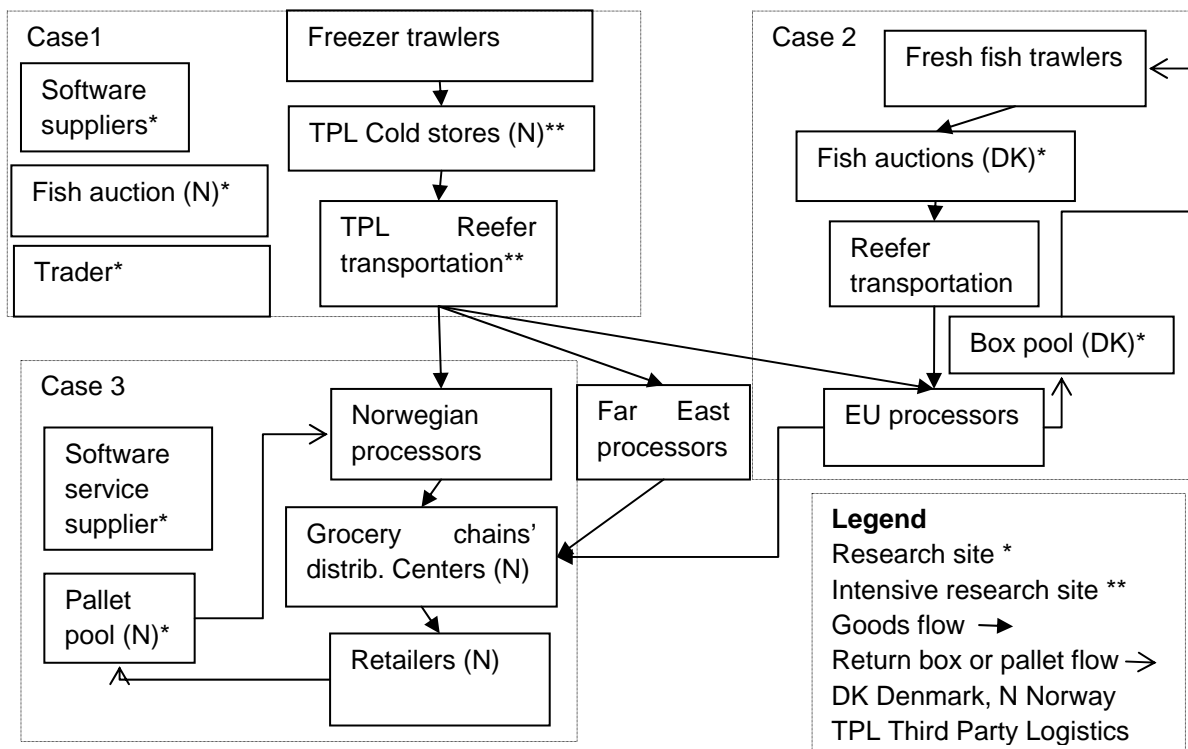 Case1
Freezer trawlers
Software
suppliers*
TPL Cold stores (N)**
Fish auction (N)*
TPL Reefer
transportation**
Trader*
Case 2
Fresh fish trawlers
Fish auctions (DK)*
Reefer
transportation
Box pool (DK)*
EU processors
Case 3
Norwegian
processors
Far East
processors
Software
service
supplier*
Grocery chains’
distrib. Centers (N)
Pallet
pool (N)*
Retailers (N)
Legend
Research site *
Intensive research site **
Goods flow
Return box or pallet flow
DK Denmark, N Norway
TPL Third Party Logistics